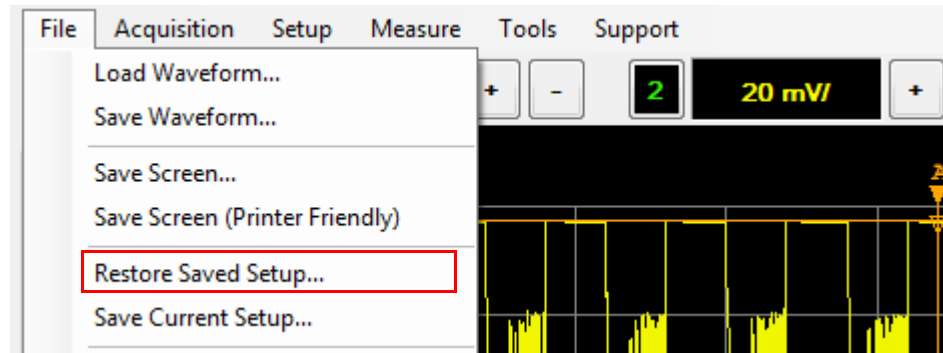 File Acquisition Setup Measure Tools Support
Load Waveform...
+ - 2 20 mV/ +
Save Waveform...
Save Screen...
A
Save Screen (Printer Friendly)
Restore Saved Setup...
Save Current Setup...